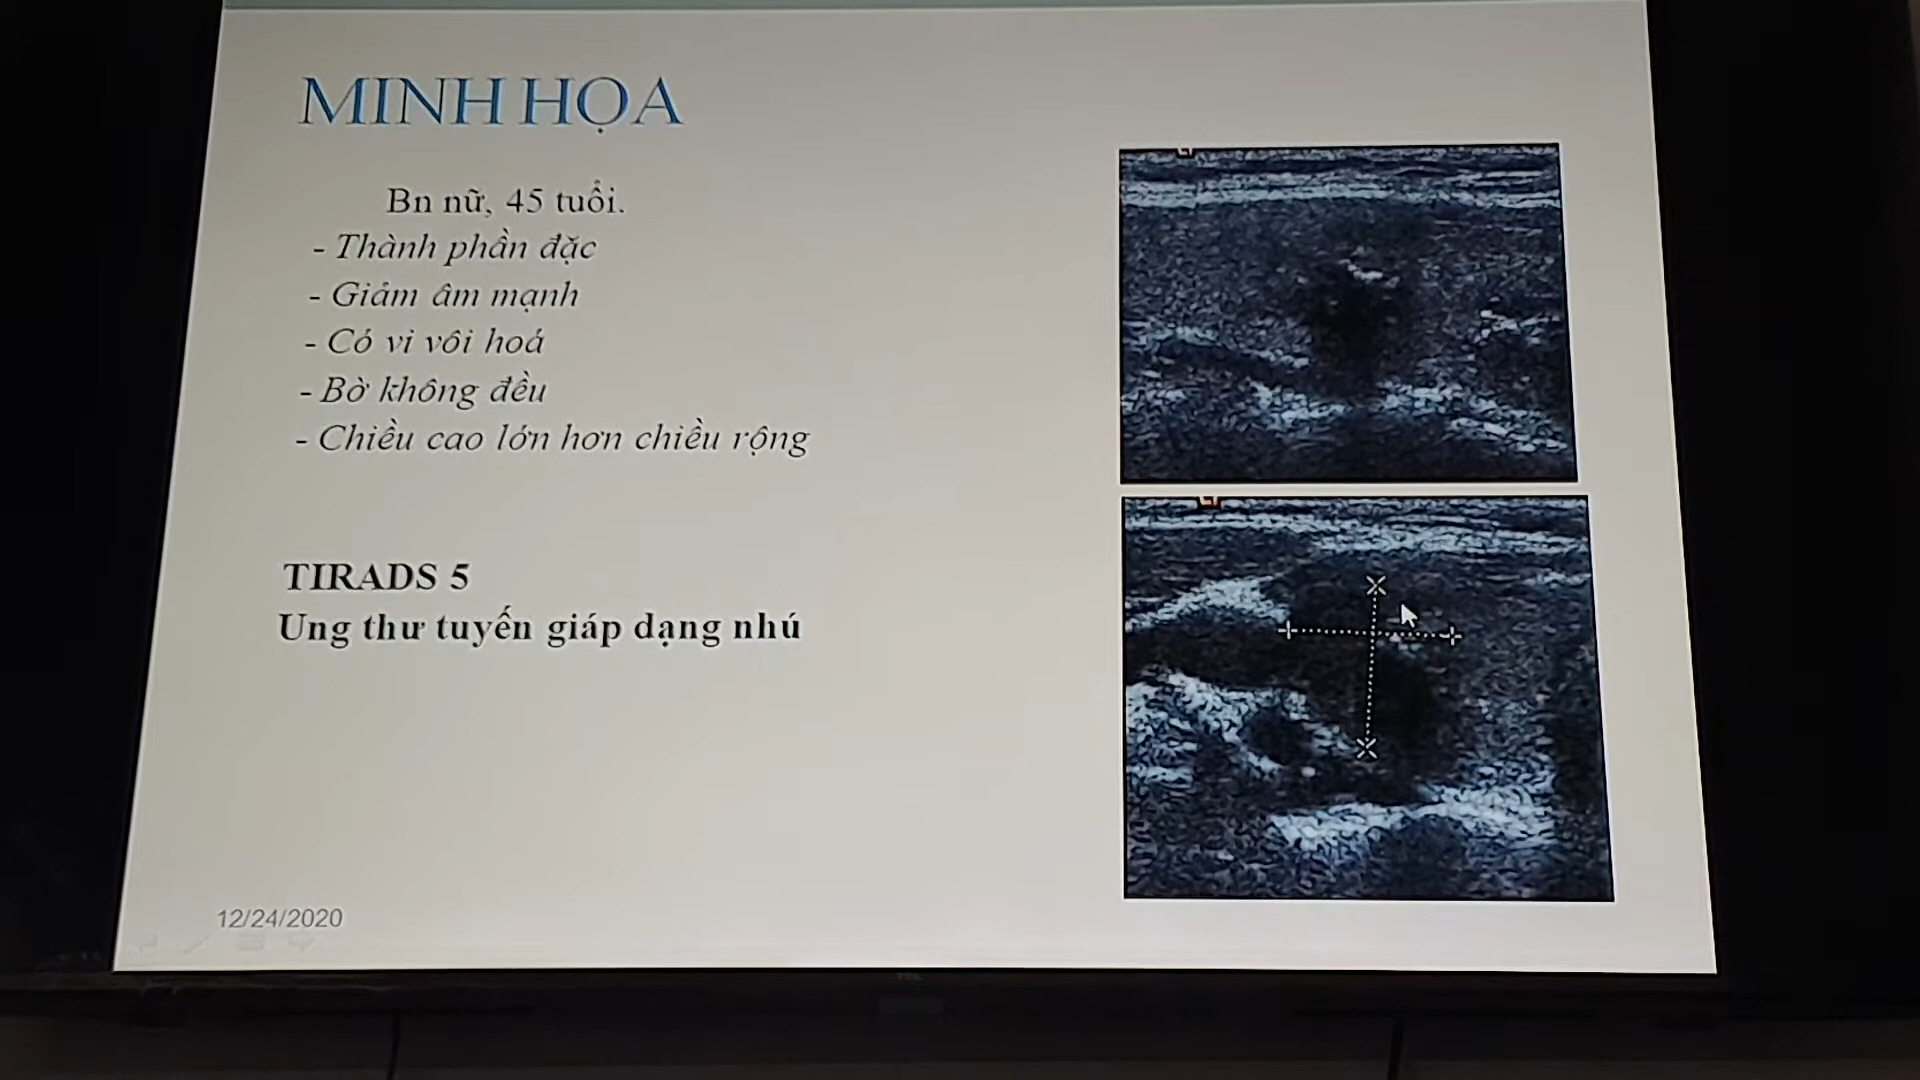 MINH HỌA
Bn nữ, 45 tuổi.
- Thành phần đặc
- Giảm âm mạnh
- Có vi vôi hoá
- Bờ không đều
- Chiều cao lớn hơn chiều rộng
TIRADS 5
Ung thư tuyến giáp dạng nhú
12/24/2020